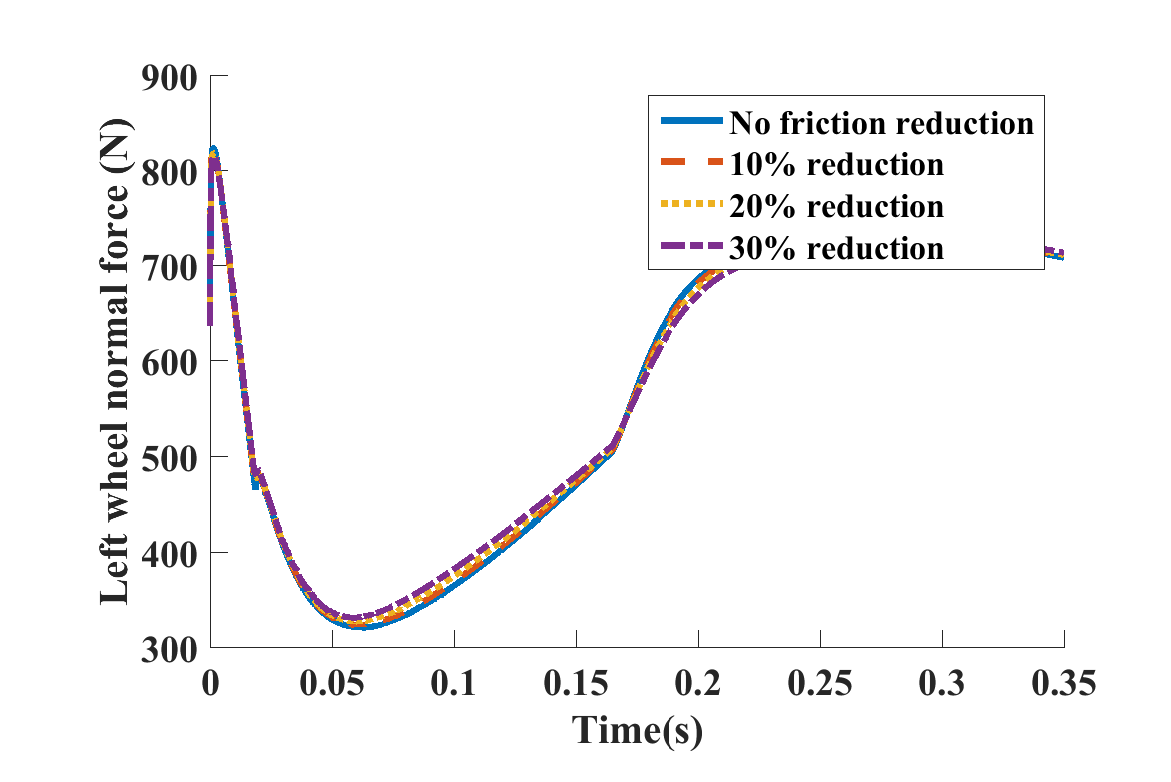 900
800
700
600
500
400
300
Left wheel normal force (N)
No friction reduction
10% reduction
20% reduction
30% reduction
0 0.05 0.1 0.15 0.2 0.25 0.3 0.35
Time(s)